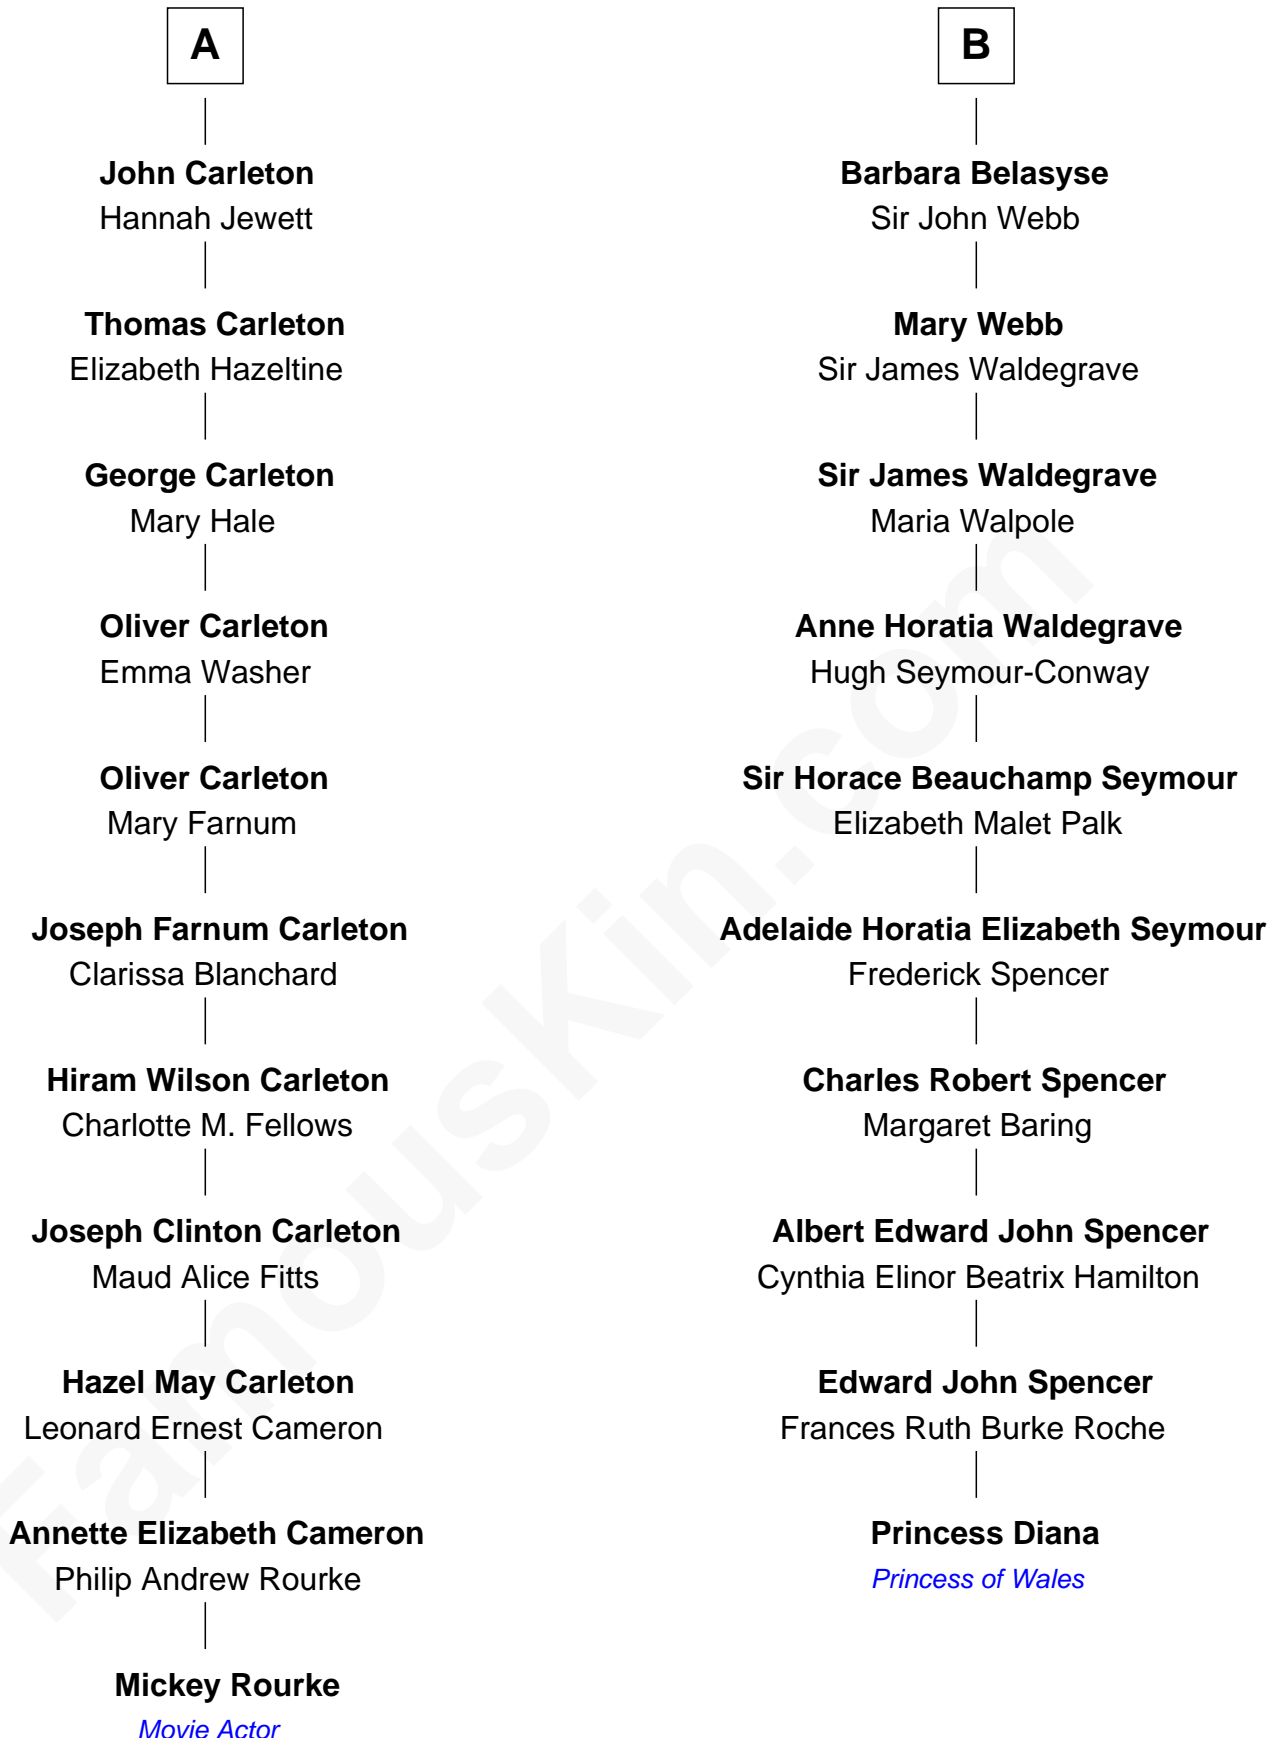 A
John Carleton
Hannah Jewett
Thomas Carleton
Elizabeth Hazeltine
George Carleton
Mary Hale
Oliver Carleton
Emma Washer
Oliver Carleton
Mary Farnum
Joseph Farnum Carleton
Clarissa Blanchard
Hiram Wilson Carleton
Charlotte M. Fellows
Joseph Clinton Carleton
Maud Alice Fitts
Hazel May Carleton
Leonard Ernest Cameron
Annette Elizabeth Cameron
Philip Andrew Rourke
Mickey Rourke
Movie Actor
B
Barbara Belasyse
Sir John Webb
Mary Webb
Sir James Waldegrave
Sir James Waldegrave
Maria Walpole
Anne Horatia Waldegrave
Hugh Seymour-Conway
Sir Horace Beauchamp Seymour
Elizabeth Malet Palk
Adelaide Horatia Elizabeth Seymour
Frederick Spencer
Charles Robert Spencer
Margaret Baring
Albert Edward John Spencer
Cynthia Elinor Beatrix Hamilton
Edward John Spencer
Frances Ruth Burke Roche
Princess Diana
Princess of Wales
FamousKin.com